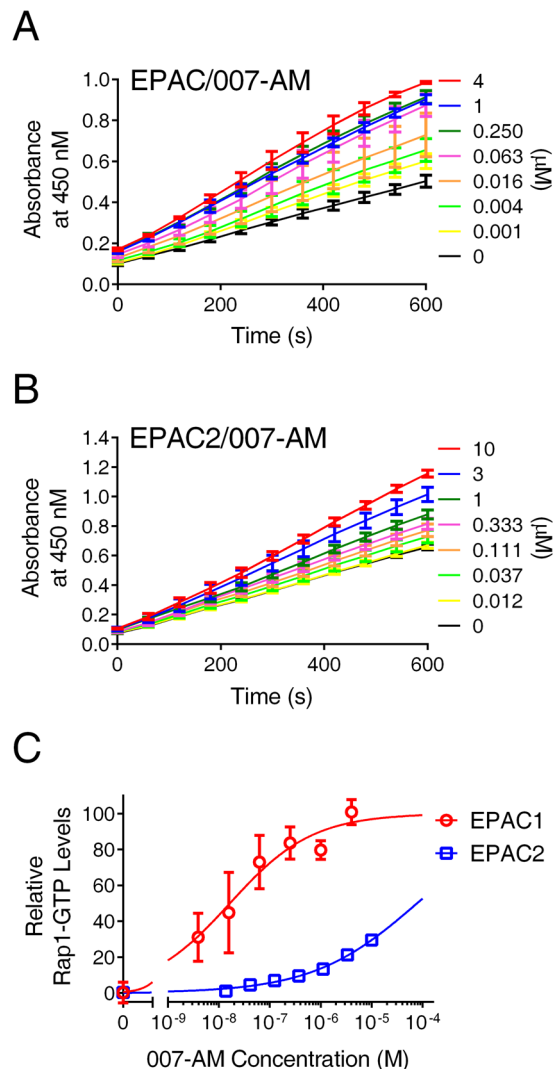 A
EPAC/007-AM
Absorbance
at 450 nM
1.0
0.8
0.6
0.4
0.2
0.0
0
200
400
600
Time (s)
4
1
0.250
0.063
0.016
0.004
0.001
0
(μM)
B
EPAC2/007-AM
Absorbance
at 450 nM
1.4
1.2
1.0
0.8
0.6
0.4
0.2
0.0
0
200
400
600
Time (s)
10
3
1
0.333
0.111
0.037
0.012
0
(μM)
C
Relative
Rap1-GTP Levels
100
80
60
40
20
0
0
10⁻⁹
10⁻⁸
10⁻⁷
10⁻⁶
10⁻⁵
10⁻⁴
007-AM Concentration (M)
EPAC1
EPAC2